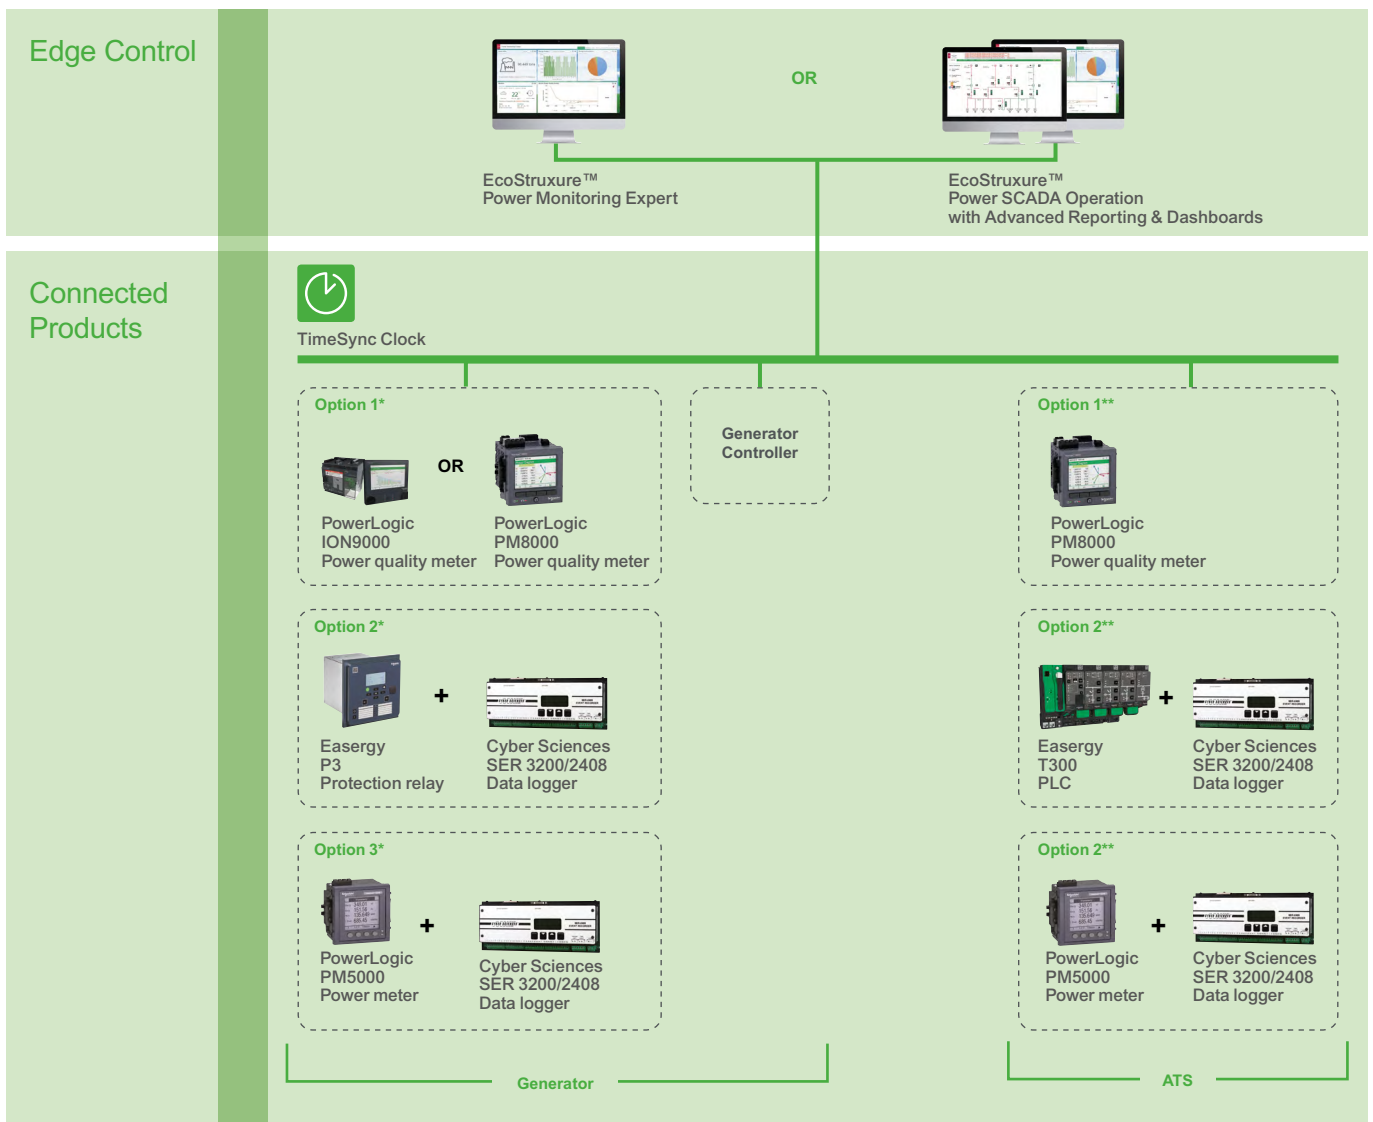 Edge Control
OR
EcoStruxure™
Power Monitoring Expert
EcoStruxure™
Power SCADA Operation
with Advanced Reporting & Dashboards
Connected
Products
TimeSync Clock
Option 1*
OR
PowerLogic
ION9000
Power quality meter
PowerLogic
PM8000
Power quality meter
Generator
Controller
Option 1**
PowerLogic
PM8000
Power quality meter
Option 2*
+
Easergy
P3
Protection relay
Cyber Sciences
SER 3200/2408
Data logger
Option 2**
+
Easergy
T300
PLC
Cyber Sciences
SER 3200/2408
Data logger
Option 3*
+
PowerLogic
PM5000
Power meter
Cyber Sciences
SER 3200/2408
Data logger
Option 2**
+
PowerLogic
PM5000
Power meter
Cyber Sciences
SER 3200/2408
Data logger
Generator
ATS